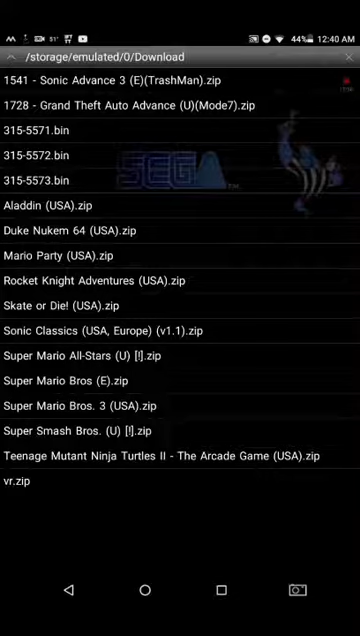 51° 44% 12:40 AM
/storage/emulated/0/Download
1541 - Sonic Advance 3 (E)(TrashMan).zip
1728 - Grand Theft Auto Advance (U)(Mode7).zip
315-5571.bin
315-5572.bin
315-5573.bin
SEGA™
Aladdin (USA).zip
Duke Nukem 64 (USA).zip
Mario Party (USA).zip
Rocket Knight Adventures (USA).zip
Skate or Die! (USA).zip
Sonic Classics (USA, Europe) (v1.1).zip
Super Mario All-Stars (U) [!].zip
Super Mario Bros (E).zip
Super Mario Bros. 3 (USA).zip
Super Smash Bros. (U) [!].zip
Teenage Mutant Ninja Turtles II - The Arcade Game (USA).zip
vr.zip